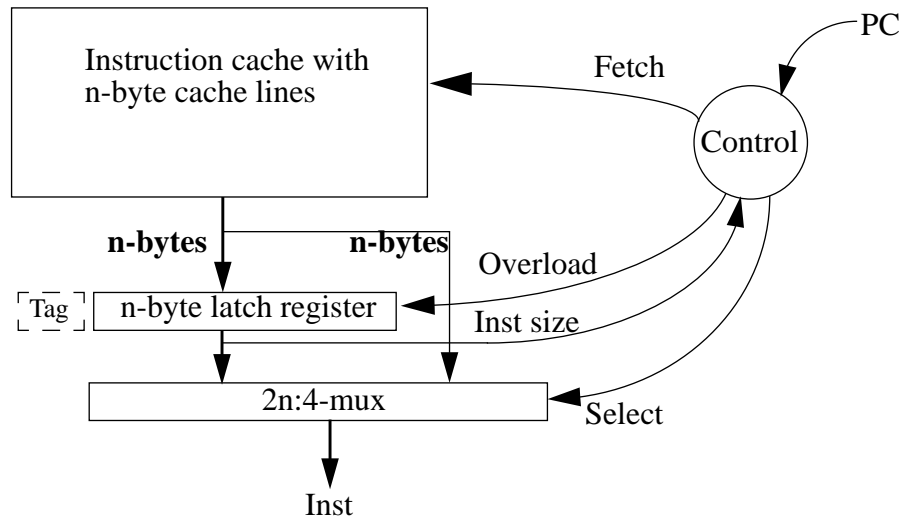 PC
Instruction cache with
n-byte cache lines
Fetch
Control
n-bytes
n-bytes
Overload
Tag
n-byte latch register
Inst size
2n:4-mux
Select
Inst